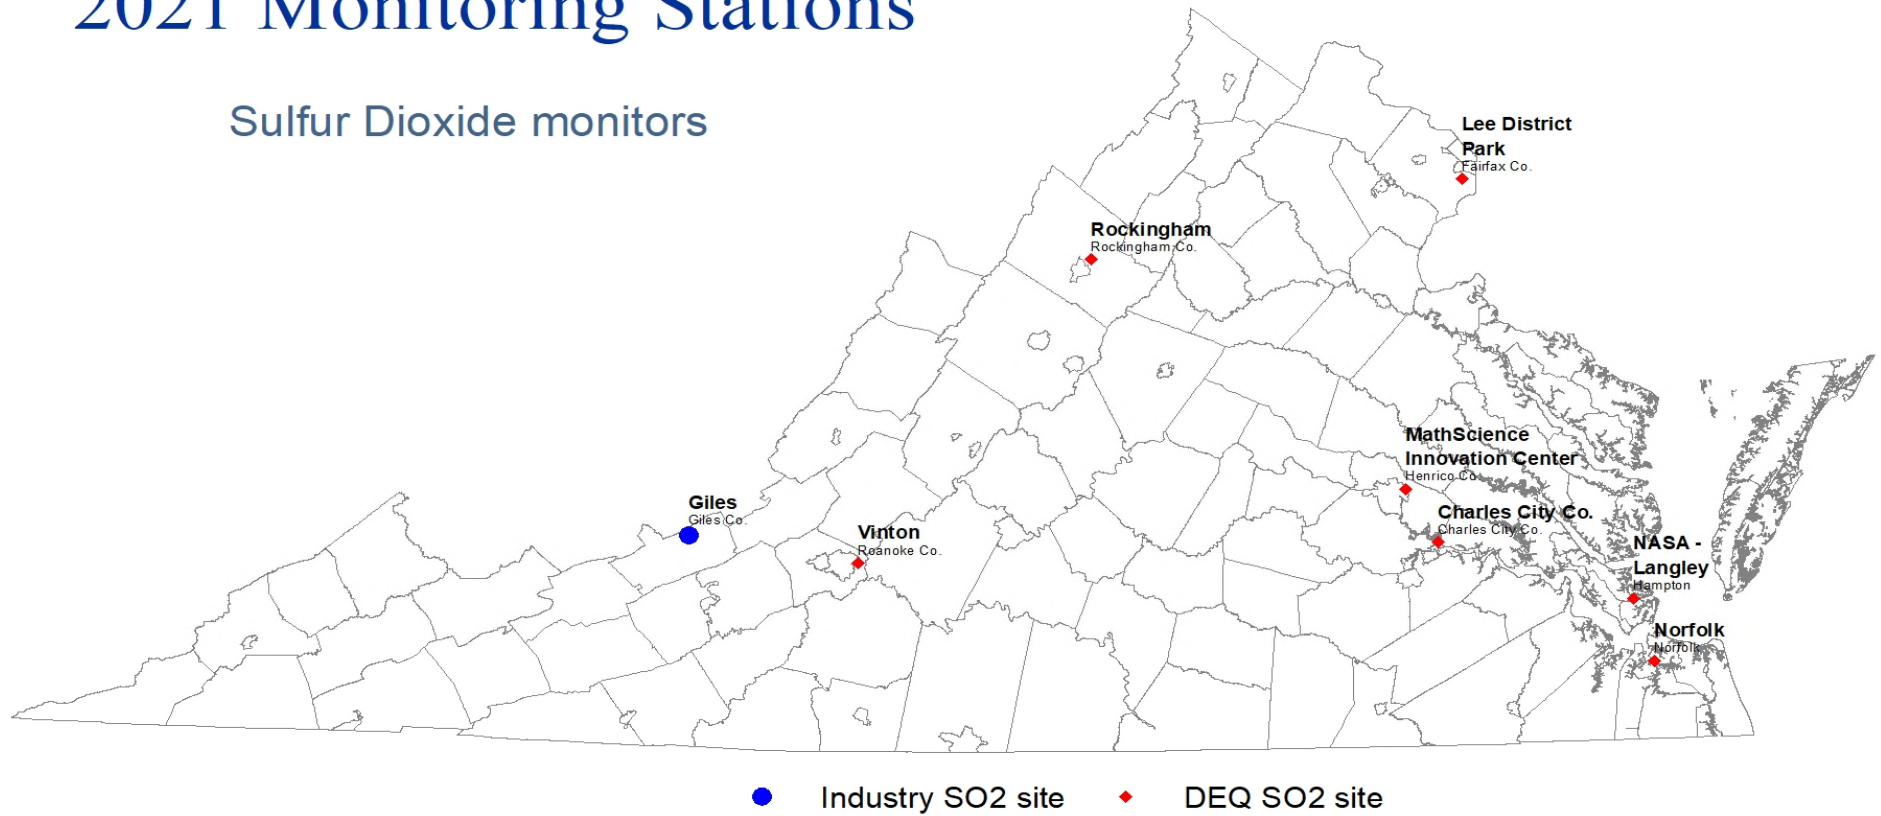 2021 Monitoring Stations
Sulfur Dioxide monitors
Lee District
Park
Fairfax Co.
Rockingham
Rockingham Co.
MathScience
Innovation Center
Henrico Co.
Giles
Giles Co.
Charles City Co.
Charles City Co.
Vinton
Roanoke Co.
NASA -
Langley
Hampton
Norfolk
Norfolk
Industry SO2 site
DEQ SO2 site